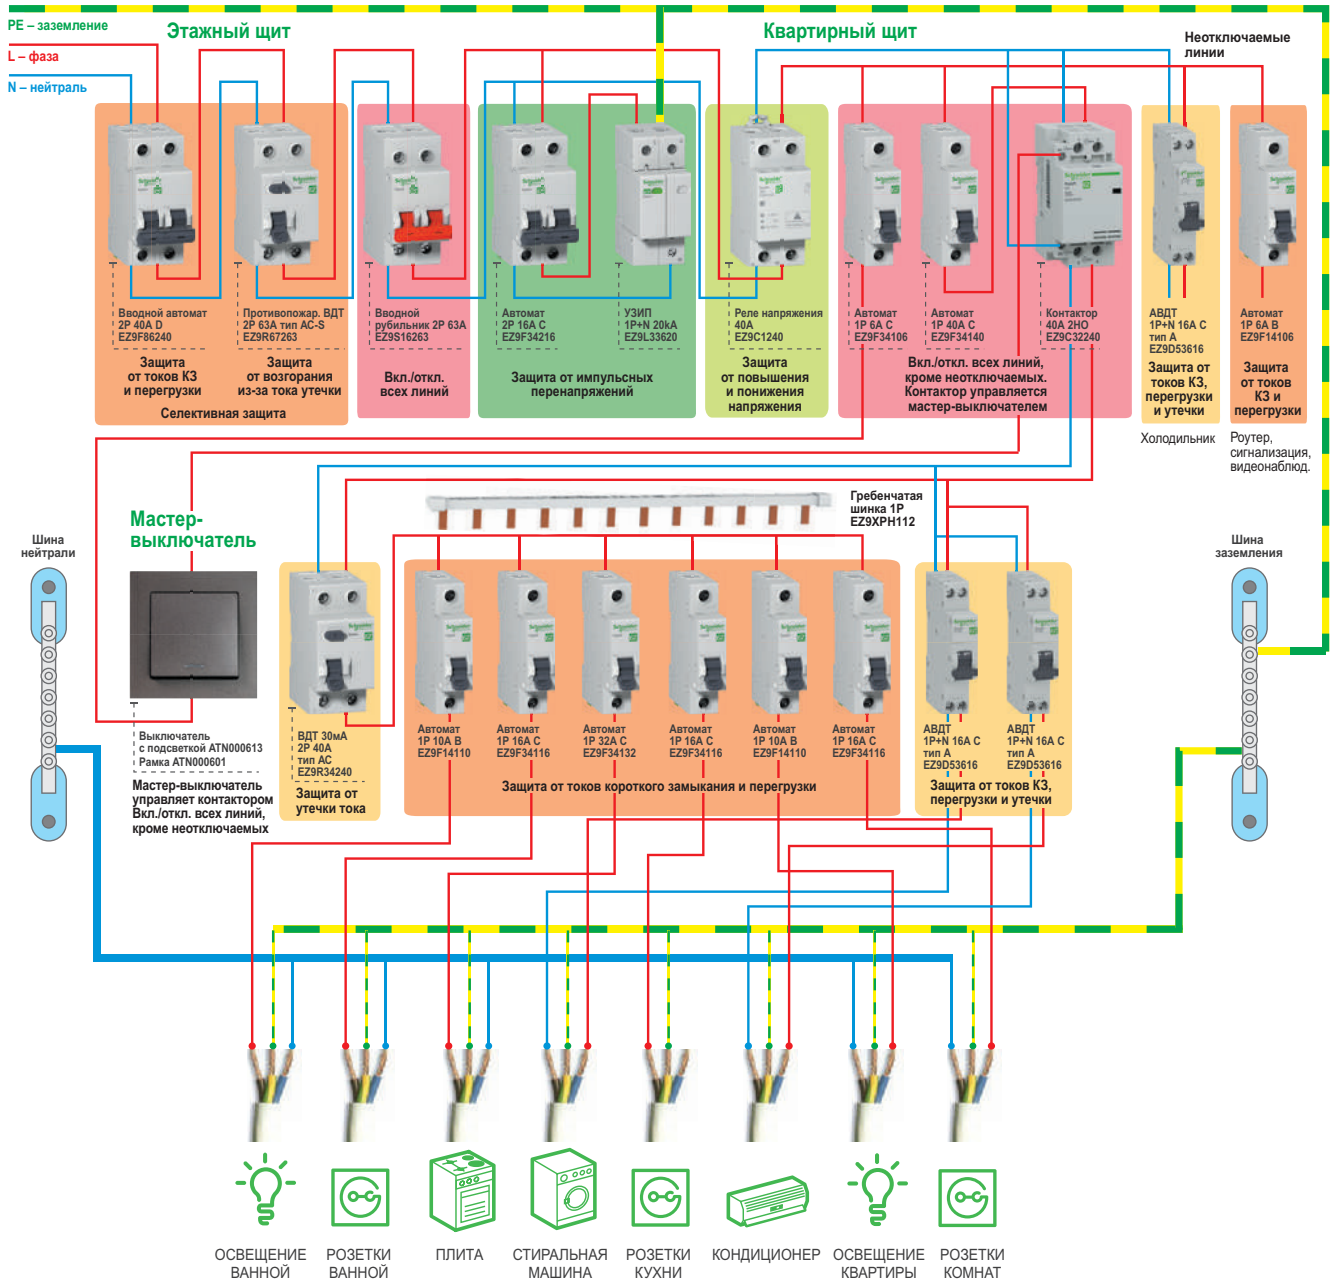 PE – заземление
Этажный щит
Квартирный щит
Неотключаемые
линии
L – фаза
N – нейтраль
Вводной автомат
2P 40A D
EZ9F86240
Защита
от токов КЗ
и перегрузки
Противопожар. ВДТ
2P 63A тип AC-S
EZ9R67263
Защита
от возгорания
из-за тока утечки
Селективная защита
Вводной
рубильник 2P 63A
EZ9S16263
Вкл./откл.
всех линий
Автомат
2P 16A C
EZ9F34216
УЗИП
1P+N 20kA
EZ9L33620
Защита от импульсных
перенапряжений
Реле напряжения
40A
EZ9C1240
Защита
от повышения
и понижения
напряжения
Автомат
1P 6A C
EZ9F34106
Автомат
1P 40A C
EZ9F34140
Контактор
40A 2HO
EZ9C32240
Вкл./откл. всех линий,
кроме неотключаемых.
Контактор управляется
мастер-выключателем
АВДТ
1P+N 16A C
тип A
EZ9D53616
Защита от
токов КЗ,
перегрузки
и утечки
Холодильник
Автомат
1P 6A B
EZ9F14106
Защита
от токов
КЗ и
перегрузки
Роутер,
сигнализация,
видеонаблюд.
Гребенчатая
шинка 1P
EZ9XPH112
Шина
нейтрали
Мастер-
выключатель
Шина
заземления
Выключатель
с подсветкой ATN000613
Рамка ATN000601
Мастер-выключатель
управляет контактором
Вкл./откл. всех линий,
кроме неотключаемых
ВДТ 30мА
2P 40A
тип AC
EZ9R34240
Защита от
утечки тока
Автомат
1P 10A B
EZ9F14110
Автомат
1P 16A C
EZ9F34116
Автомат
1P 32A C
EZ9F34132
Автомат
1P 16A C
EZ9F34116
Автомат
1P 10A B
EZ9F14110
Автомат
1P 16A C
EZ9F34116
Защита от токов короткого замыкания и перегрузки
АВДТ
1P+N 16A C
тип A
EZ9D53616
АВДТ
1P+N 16A C
тип A
EZ9D53616
Защита от токов КЗ,
перегрузки и утечки
ОСВЕЩЕНИЕ
ВАННОЙ
РОЗЕТКИ
ВАННОЙ
ПЛИТА
СТИРАЛЬНАЯ
МАШИНА
РОЗЕТКИ
КУХНИ
КОНДИЦИОНЕР
ОСВЕЩЕНИЕ
КВАРТИРЫ
РОЗЕТКИ
КОМНАТ